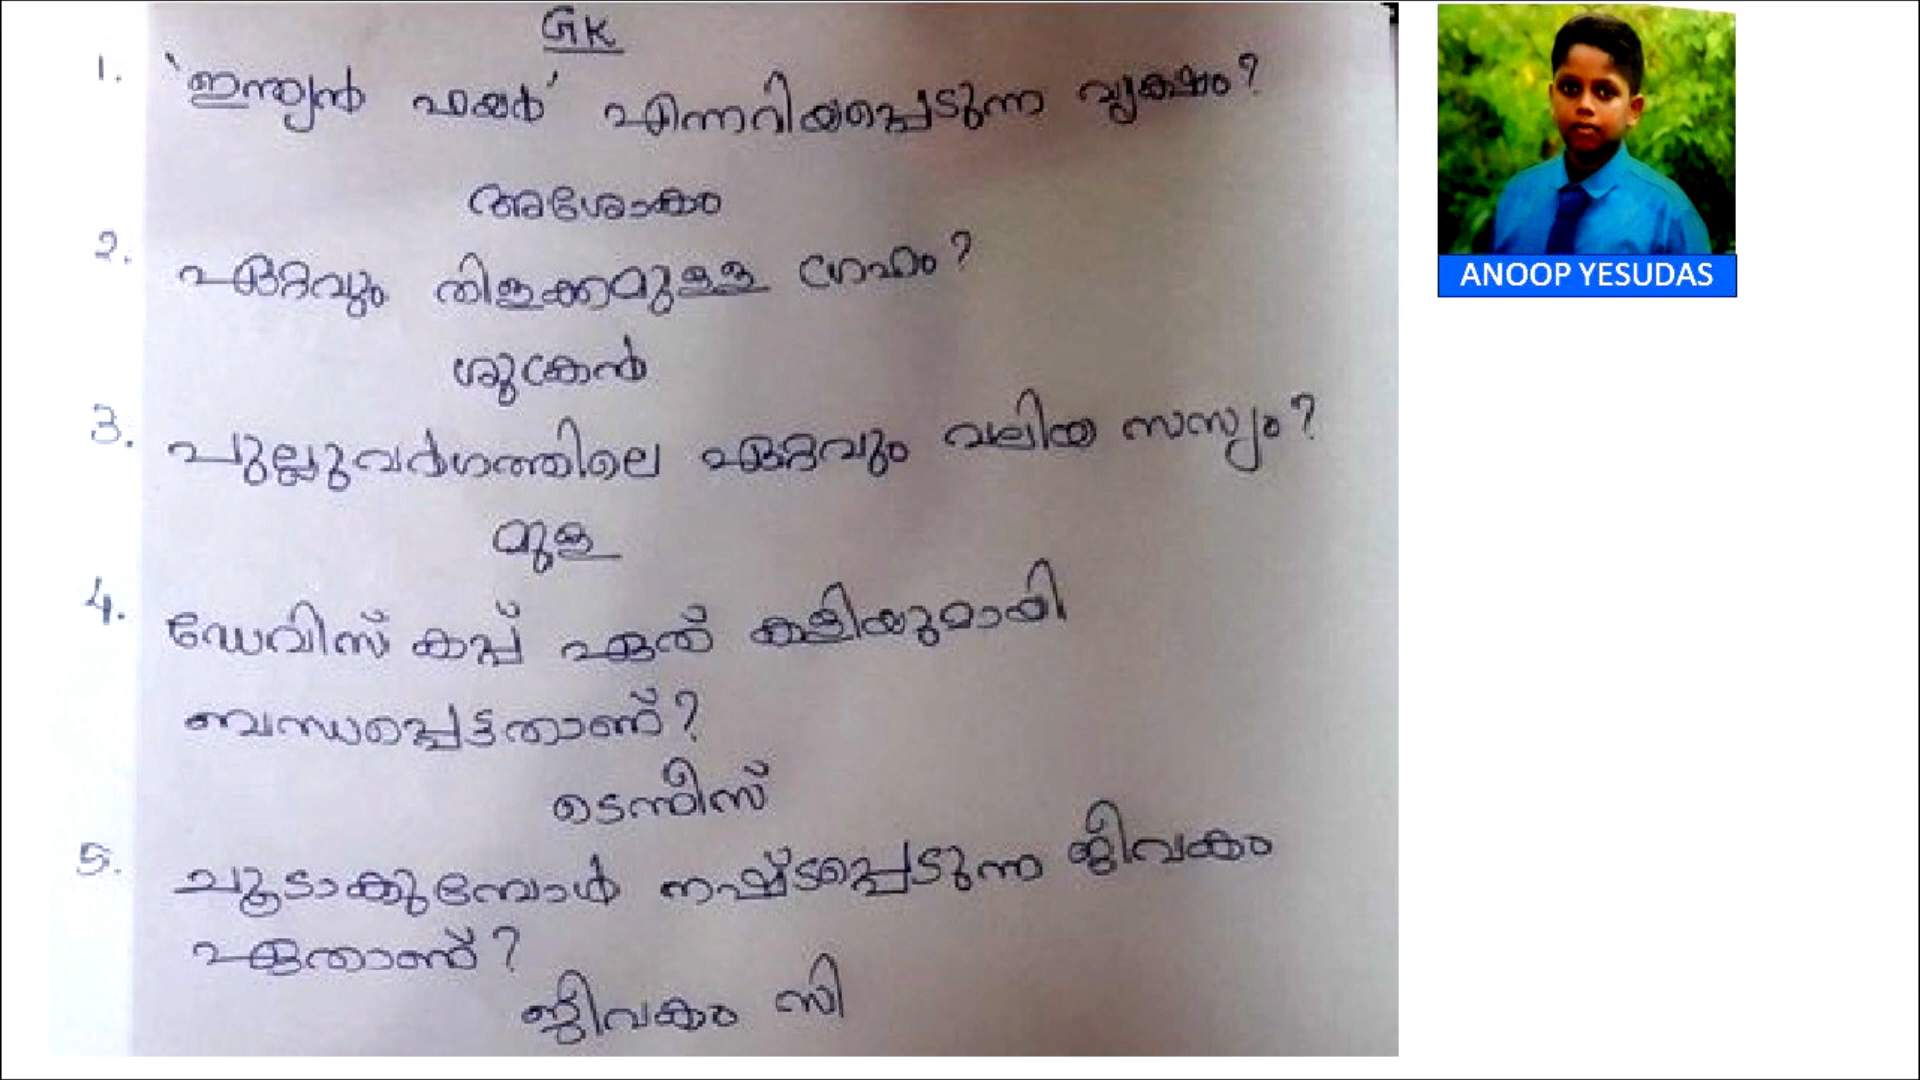 GK
1. 'ഇന്ത്യൻ ഫയർ' എന്നറിയപ്പെടുന്ന വൃക്ഷം?
അശോകം
2. ഏറ്റവും തിളക്കമുള്ള ഗ്രഹം?
ശുക്രൻ
3. പുല്ലുവർഗത്തിലെ ഏറ്റവും വലിയ സസ്യം?
മുള
4. ഡേവിസ് കപ്പ് ഏത് കളിയുമായി
ബന്ധപ്പെട്ടതാണ്?
ടെന്നീസ്
5. ചൂടാക്കുമ്പോൾ നഷ്ടപ്പെടുന്ന ജീവകം
ഏതാണ്?
ജീവകം സി
ANOOP YESUDAS